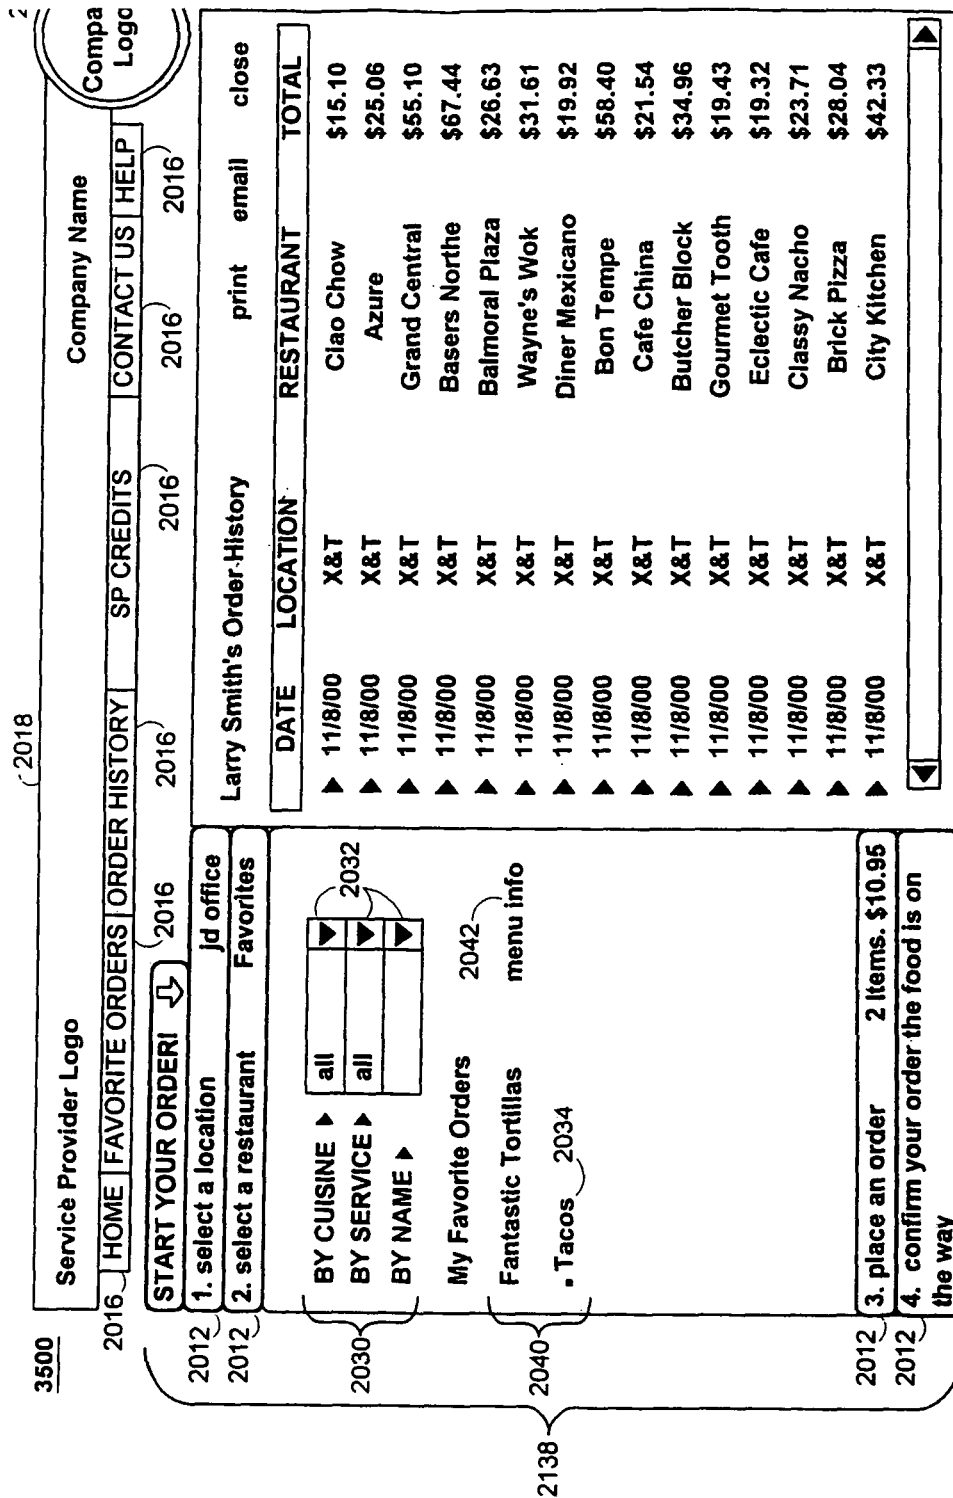 3500
2018
2
Service Provider Logo
Company Name
Compa
Logo
HOME FAVORITE ORDERS ORDER HISTORY SP CREDITS CONTACT US HELP
2016 2016 2016 2016 2016 2016
START YOUR ORDER!
2012 1. select a location jd office
2012 2. select a restaurant Favorites
2030 BY CUISINE all
BY SERVICE all
BY NAME
2032
My Favorite Orders
2042
2040 Fantastic Tortillas menu info
. Tacos 2034
2138
2012 3. place an order 2 Items. $10.95
2012 4. confirm your order the food is on
the way
Larry Smith's Order History print email close
DATE LOCATION RESTAURANT TOTAL
11/8/00 X&T Ciao Chow $15.10
11/8/00 X&T Azure $25.06
11/8/00 X&T Grand Central $55.10
11/8/00 X&T Basers Northe $67.44
11/8/00 X&T Balmoral Plaza $26.63
11/8/00 X&T Wayne's Wok $31.61
11/8/00 X&T Diner Mexicano $19.92
11/8/00 X&T Bon Tempe $58.40
11/8/00 X&T Cafe China $21.54
11/8/00 X&T Butcher Block $34.96
11/8/00 X&T Gourmet Tooth $19.43
11/8/00 X&T Eclectic Cafe $19.32
11/8/00 X&T Classy Nacho $23.71
11/8/00 X&T Brick Pizza $28.04
11/8/00 X&T City Kitchen $42.33